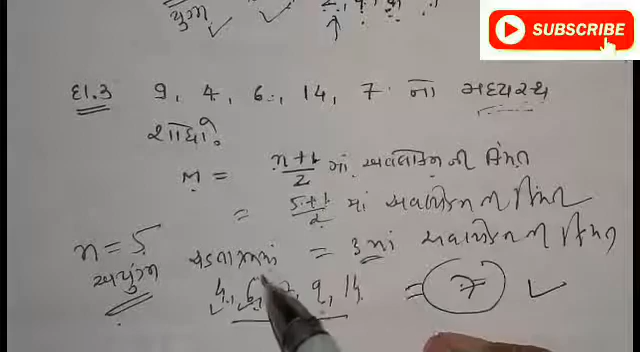 યુગ્મ
SUBSCRIBE
દા.3 9, 4, 6, 14, 7 ના મધ્યસ્થ
શોધો.
M = n+1/2 માં અવલોકનની કિંમત
= 5+1/2 માં અવલોકનની કિંમત
n = 5 ચડતાક્રમમાં = 3માં અવલોકનની કિંમત
અયુગ્મ 4, 6, 7, 9, 14 = 7